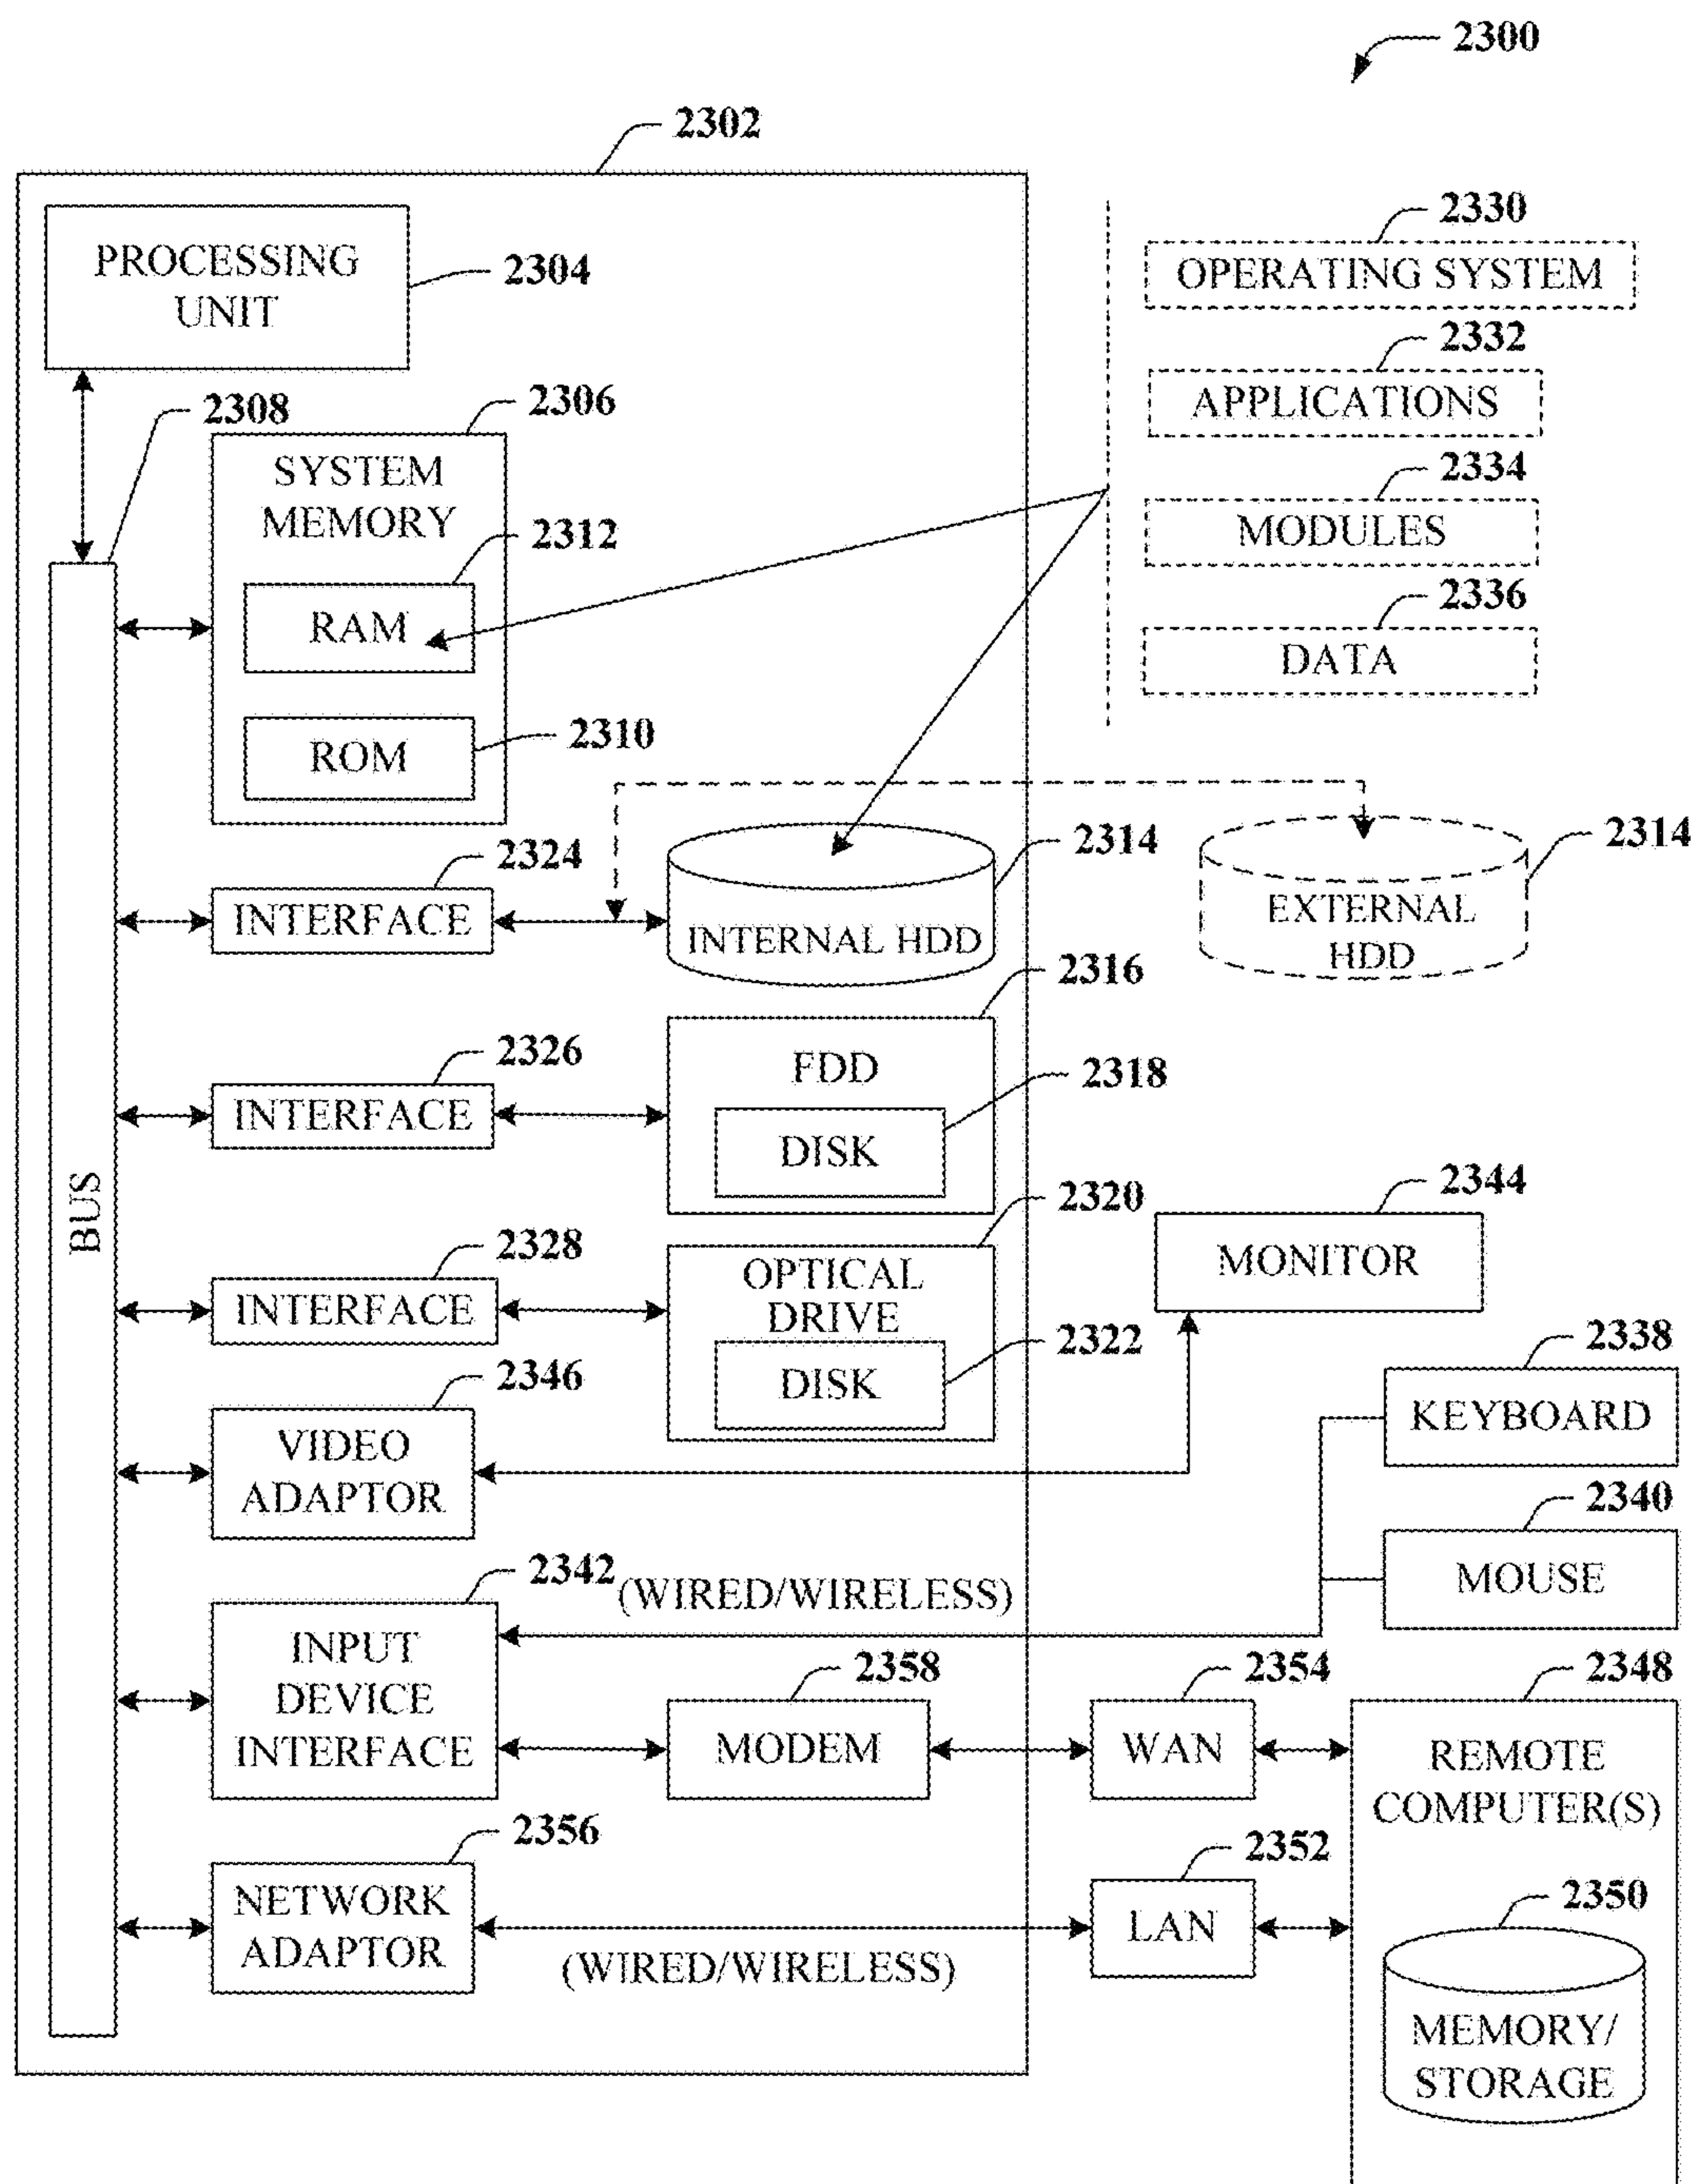 2300
2302
PROCESSING
UNIT
2304
2330
OPERATING SYSTEM
2332
APPLICATIONS
2334
MODULES
2336
DATA
2308
2306
SYSTEM
MEMORY
2312
RAM
2310
ROM
BUS
2324
INTERFACE
2314
INTERNAL HDD
2314
EXTERNAL
HDD
2326
INTERFACE
2316
FDD
2318
DISK
2328
INTERFACE
2320
OPTICAL
DRIVE
2322
DISK
2344
MONITOR
2346
VIDEO
ADAPTOR
2338
KEYBOARD
2340
MOUSE
2342
(WIRED/WIRELESS)
INPUT
DEVICE
INTERFACE
2358
MODEM
2354
WAN
2348
REMOTE
COMPUTER(S)
2356
NETWORK
ADAPTOR
(WIRED/WIRELESS)
2352
LAN
2350
MEMORY/
STORAGE